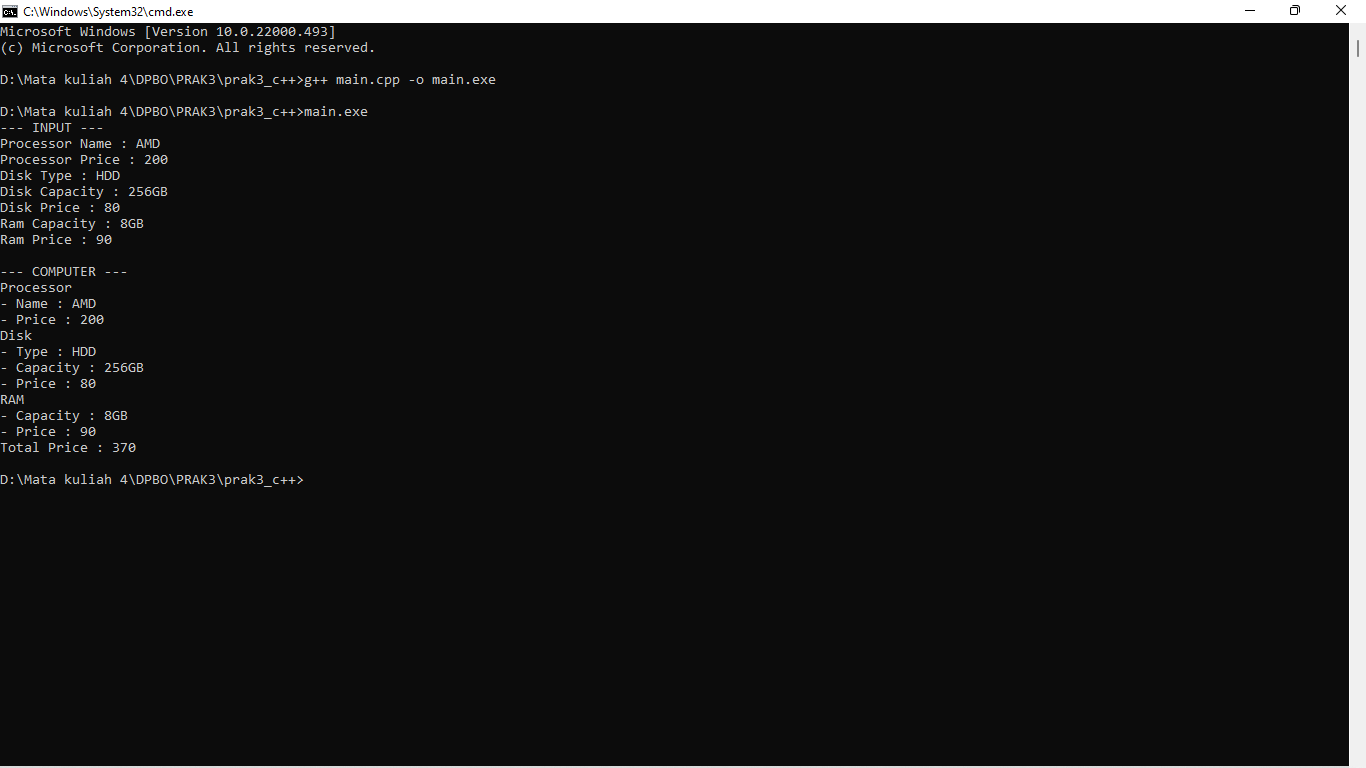 C:\Windows\System32\cmd.exe
Microsoft Windows [Version 10.0.22000.493]
(c) Microsoft Corporation. All rights reserved.
D:\Mata kuliah 4\DPBO\PRAK3\prak3_c++>g++ main.cpp -o main.exe
D:\Mata kuliah 4\DPBO\PRAK3\prak3_c++>main.exe
--- INPUT ---
Processor Name : AMD
Processor Price : 200
Disk Type : HDD
Disk Capacity : 256GB
Disk Price : 80
Ram Capacity : 8GB
Ram Price : 90
--- COMPUTER ---
Processor
- Name : AMD
- Price : 200
Disk
- Type : HDD
- Capacity : 256GB
- Price : 80
RAM
- Capacity : 8GB
- Price : 90
Total Price : 370
D:\Mata kuliah 4\DPBO\PRAK3\prak3_c++>